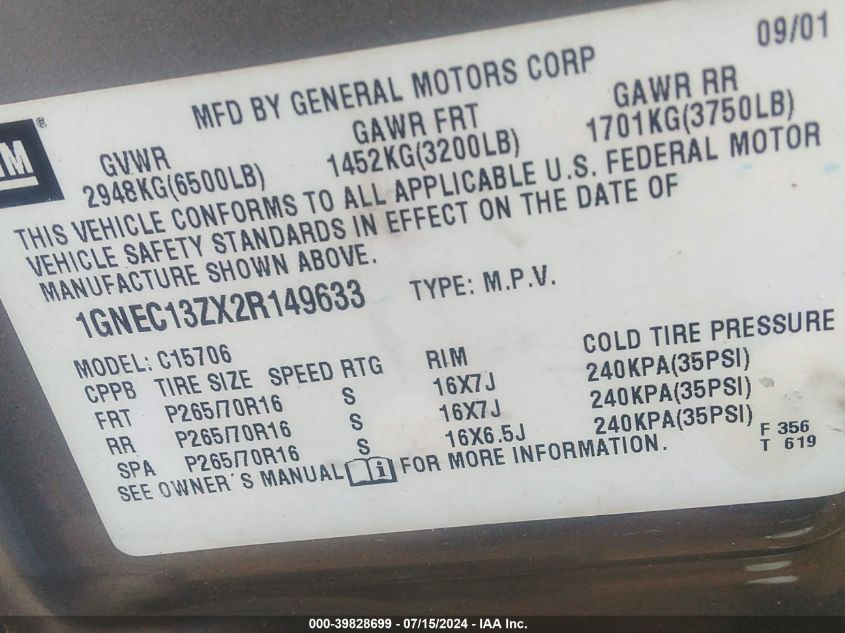 09/01
MFD BY GENERAL MOTORS CORP
GVWR GAWR FRT GAWR RR
2948KG(6500LB) 1452KG(3200LB) 1701KG(3750LB)
THIS VEHICLE CONFORMS TO ALL APPLICABLE U.S. FEDERAL MOTOR
VEHICLE SAFETY STANDARDS IN EFFECT ON THE DATE OF
MANUFACTURE SHOWN ABOVE.
1GNEC13ZX2R149633 TYPE: M.P.V.
MODEL: C15706
CPPB TIRE SIZE SPEED RTG RIM COLD TIRE PRESSURE
FRT P265/70R16 S 16X7J 240KPA(35PSI)
RR P265/70R16 S 16X7J 240KPA(35PSI)
SPA P265/70R16 S 16X6.5J 240KPA(35PSI)
F 356
T 619
SEE OWNER'S MANUAL i FOR MORE INFORMATION.
000-39828699 - 07/15/2024 - IAA Inc.